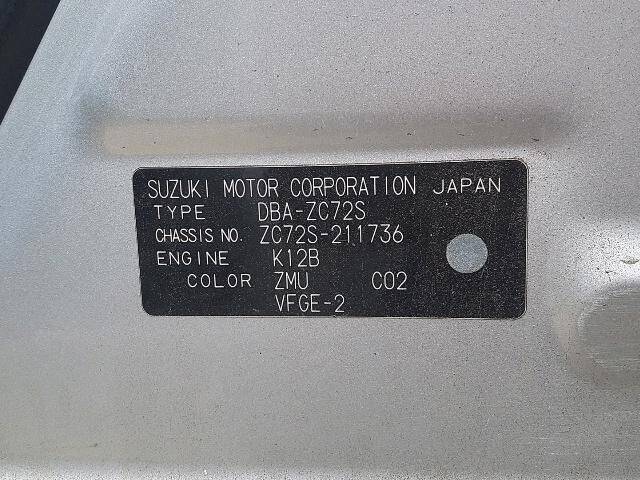 SUZUKI MOTOR CORPORATION JAPAN
TYPE DBA-ZC72S
CHASSIS NO. ZC72S-211736
ENGINE K12B
COLOR ZMU C02
VFGE-2